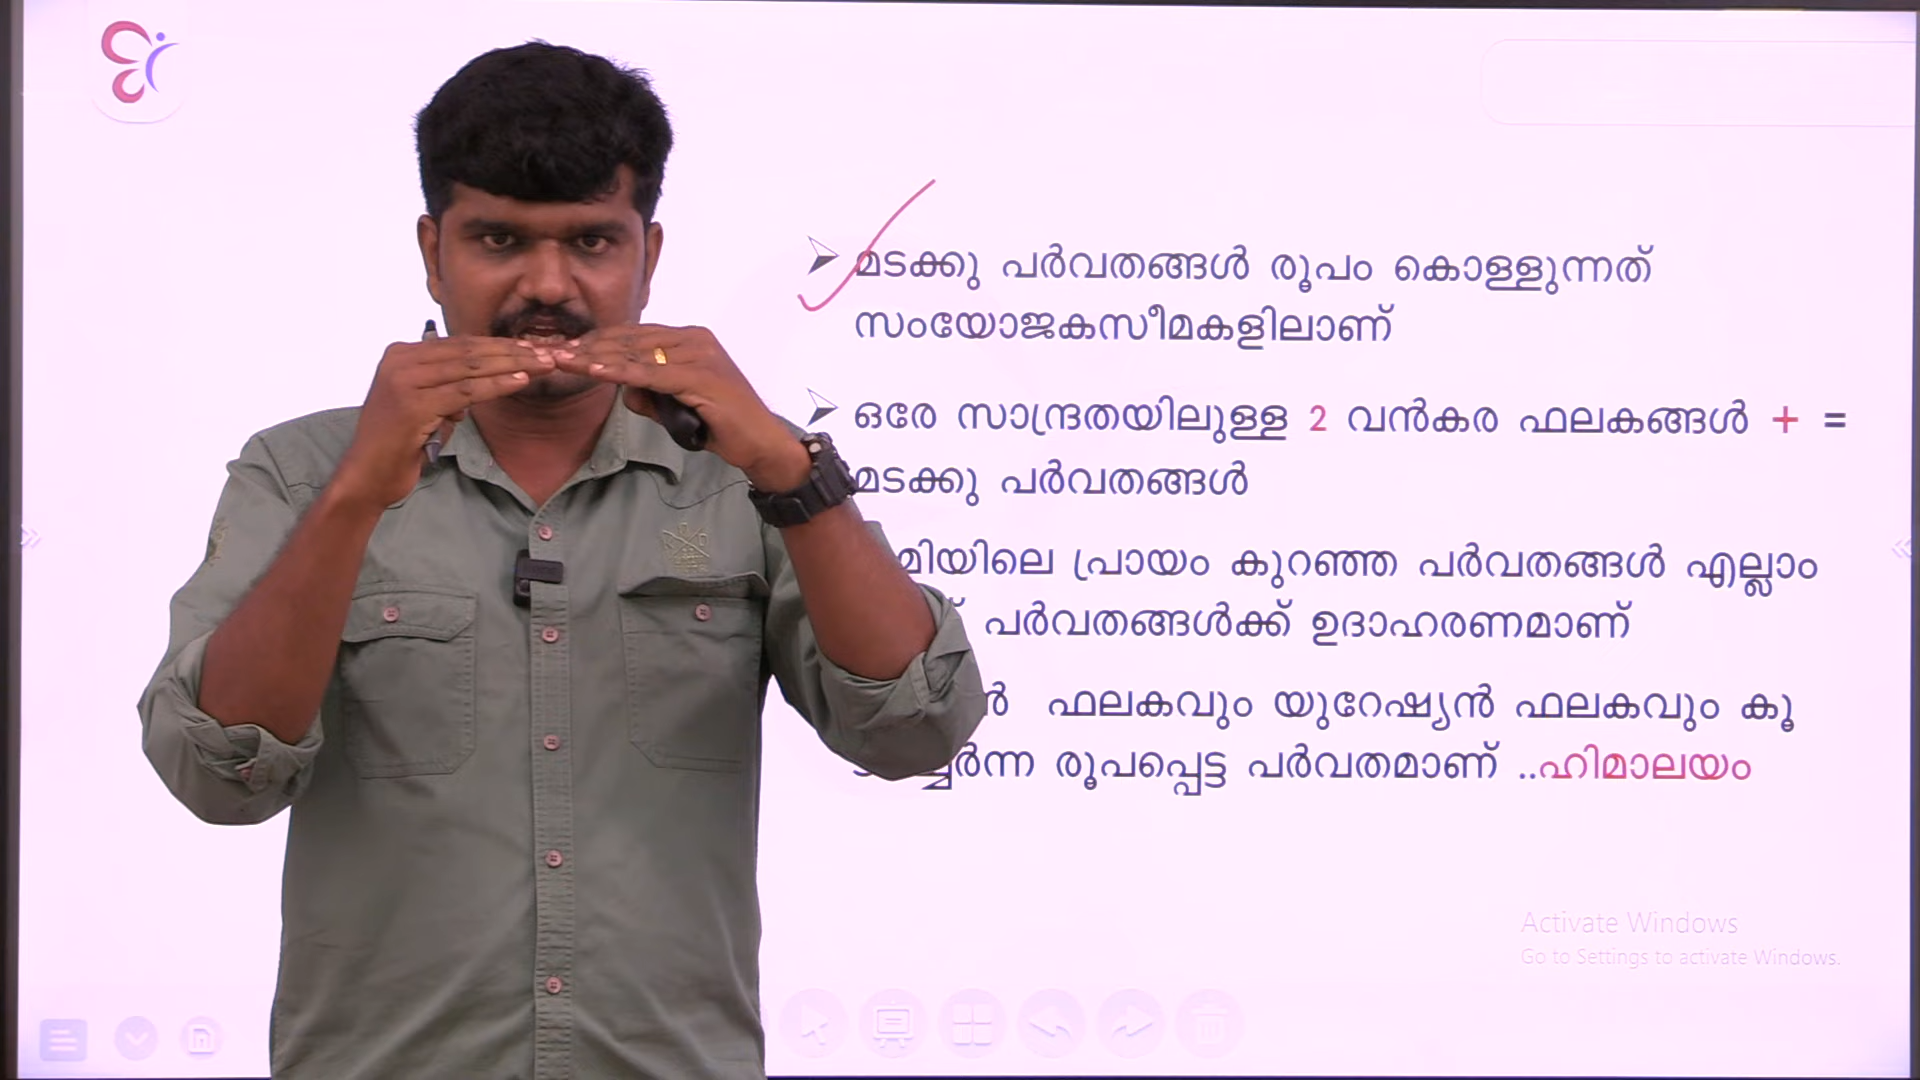 മടക്കു പർവതങ്ങൾ രൂപം കൊള്ളുന്നത്
സംയോജകസീമകളിലാണ്
ഒരേ സാന്ദ്രതയിലുള്ള 2 വൻകര ഫലകങ്ങൾ + =
മടക്കു പർവതങ്ങൾ
പ്രായം കുറഞ്ഞ പർവതങ്ങൾ എല്ലാം
പർവതങ്ങൾക്ക് ഉദാഹരണമാണ്
ഫലകവും യുറേഷ്യൻ ഫലകവും കൂ
രൂപപ്പെട്ട പർവതമാണ് ..ഹിമാലയം
Activate Windows
Go to Settings to activate Windows.